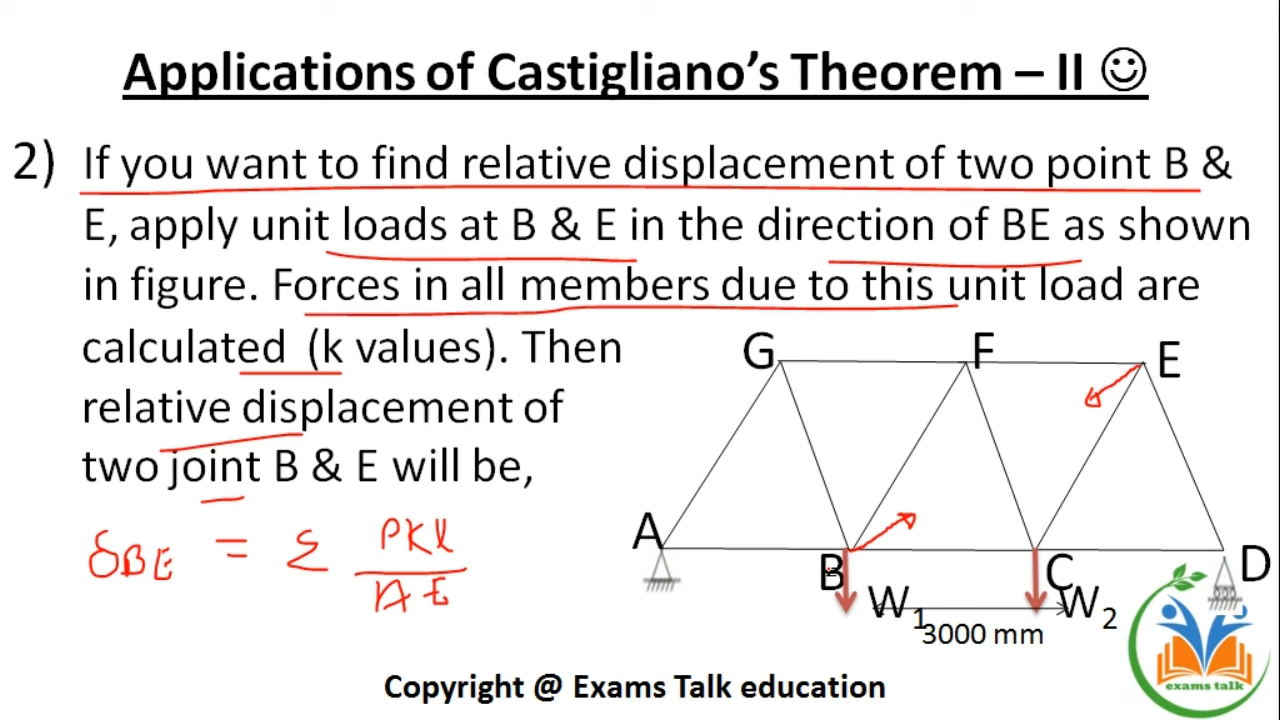 Applications of Castigliano’s Theorem – II ☺
2) If you want to find relative displacement of two point B &
E, apply unit loads at B & E in the direction of BE as shown
in figure. Forces in all members due to this unit load are
calculated (k values). Then
relative displacement of
two joint B & E will be,
δBE = Σ PKl / AE
G F E
A B C D
W1 W2
3000 mm
exams talk
Copyright @ Exams Talk education